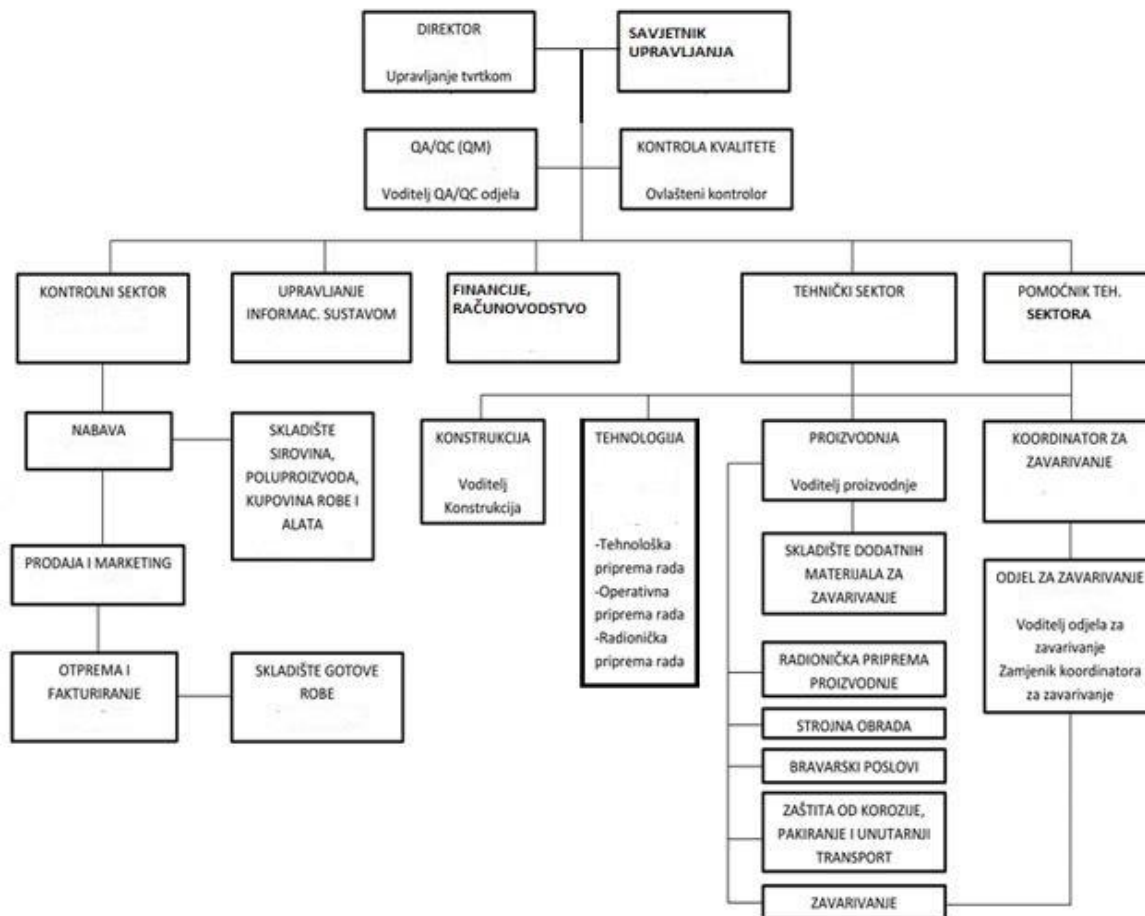 DIREKTOR
Upravljanje tvrtkom
SAVJETNIK
UPRAVLJANJA
QA/QC (QM)
Voditelj QA/QC odjela
KONTROLA KVALITETE
Ovlašteni kontrolor
KONTROLNI SEKTOR
UPRAVLJANJE
INFORMAC. SUSTAVOM
FINANCIJE,
RAČUNOVODSTVO
TEHNIČKI SEKTOR
POMOĆNIK TEH.
SEKTORA
NABAVA
SKLADIŠTE
SIROVINA,
POLUPROIZVODA,
KUPOVINA ROBE I
ALATA
KONSTRUKCIJA
Voditelj
Konstrukcija
TEHNOLOGIJA
-Tehnološka
priprema rada
-Operativna
priprema rada
-Radionička
priprema rada
PROIZVODNJA
Voditelj proizvodnje
KOORDINATOR ZA
ZAVARIVANJE
PRODAJA I MARKETING
SKLADIŠTE DODATNIH
MATERIJALA ZA
ZAVARIVANJE
ODJEL ZA ZAVARIVANJE
Voditelj odjela za
zavarivanje
Zamjenik koordinatora
za zavarivanje
OTPREMA I
FAKTURIRANJE
SKLADIŠTE GOTOVE
ROBE
RADIONIČKA PRIPREMA
PROIZVODNJE
STROJNA OBRADA
BRAVARSKI POSLOVI
ZAŠTITA OD KOROZIJE,
PAKIRANJE I UNUTARNJI
TRANSPORT
ZAVARIVANJE